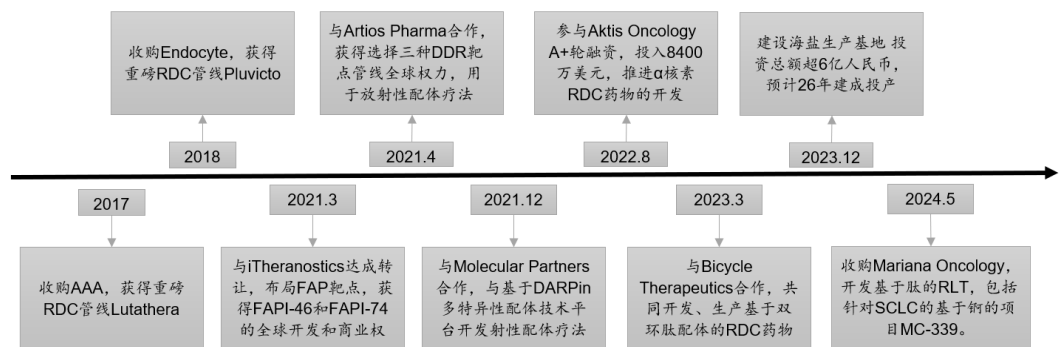 收购Endocyte，获得
重磅RDC管线Pluvicto
与Artios Pharma合作，
获得选择三种DDR靶
点管线全球权力，用
于放射性配体疗法
参与Aktis Oncology
A+轮融资，投入8400
万美元，推进α核素
RDC药物的开发
建设海盐生产基地 投
资总额超6亿人民币，
预计26年建成投产
2018
2021.4
2022.8
2023.12
2017
2021.3
2021.12
2023.3
2024.5
收购AAA，获得重磅
RDC管线Lutathera
与iTheranostics达成转
让，布局FAP靶点，获
得FAPI-46和FAPI-74
的全球开发和商业权
与Molecular Partners
合作，与基于DARPin
多特异性配体技术平
台开发射性配体疗法
与Bicycle
Therapeutics合作，共
同开发、生产基于双
环肽配体的RDC药物
收购Mariana Oncology，
开发基于肽的RLT，包括
针对SCLC的基于锕的项
目MC-339。